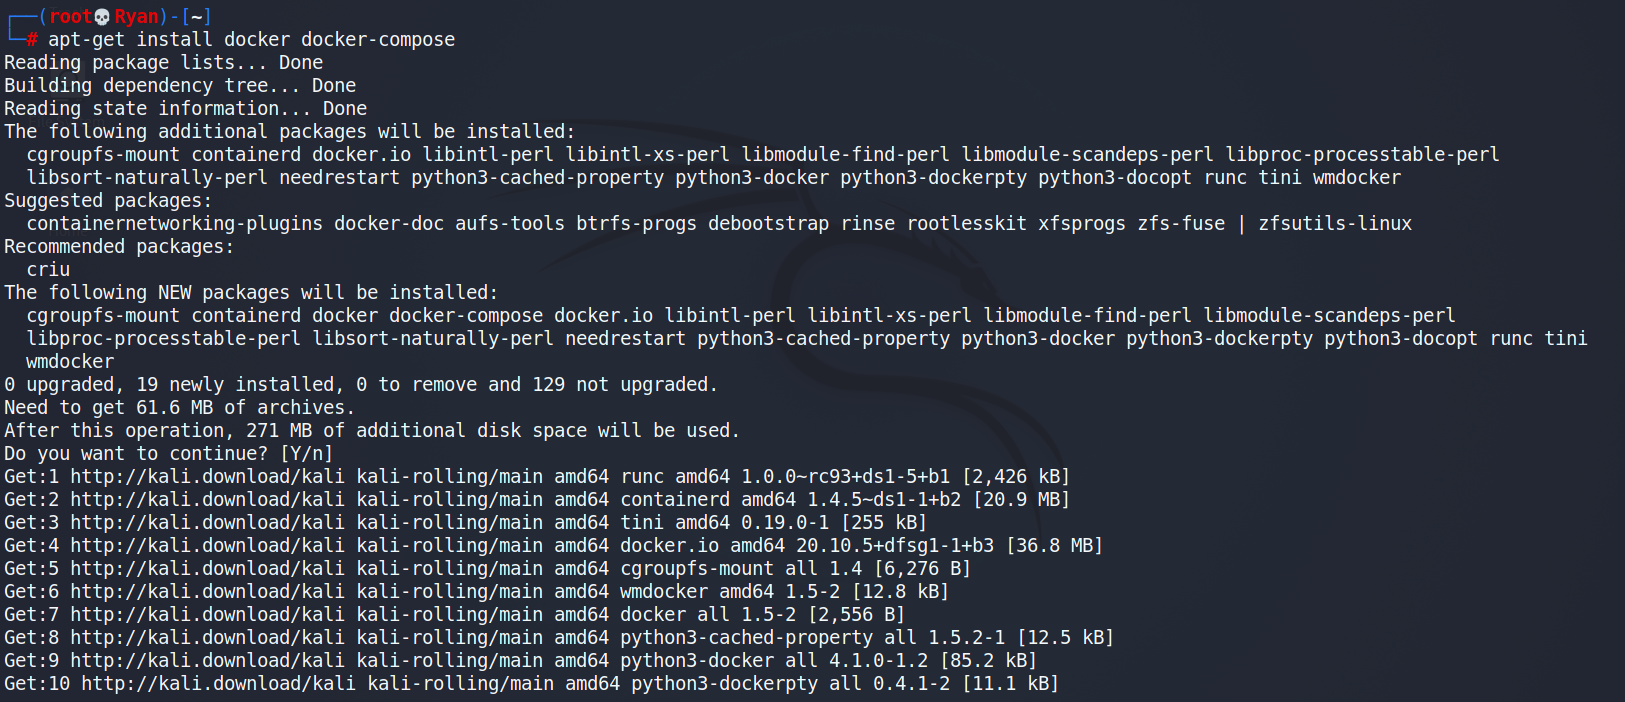 ┌──(root💀Ryan)-[~]
└─# apt-get install docker docker-compose
Reading package lists... Done
Building dependency tree... Done
Reading state information... Done
The following additional packages will be installed:
  cgroupfs-mount containerd docker.io libintl-perl libintl-xs-perl libmodule-find-perl libmodule-scandeps-perl libproc-processtable-perl
  libsort-naturally-perl needrestart python3-cached-property python3-docker python3-dockerpty python3-docopt runc tini wmdocker
Suggested packages:
  containernetworking-plugins docker-doc aufs-tools btrfs-progs debootstrap rinse rootlesskit xfsprogs zfs-fuse | zfsutils-linux
Recommended packages:
  criu
The following NEW packages will be installed:
  cgroupfs-mount containerd docker docker-compose docker.io libintl-perl libintl-xs-perl libmodule-find-perl libmodule-scandeps-perl
  libproc-processtable-perl libsort-naturally-perl needrestart python3-cached-property python3-docker python3-dockerpty python3-docopt runc tini
  wmdocker
0 upgraded, 19 newly installed, 0 to remove and 129 not upgraded.
Need to get 61.6 MB of archives.
After this operation, 271 MB of additional disk space will be used.
Do you want to continue? [Y/n]
Get:1 http://kali.download/kali kali-rolling/main amd64 runc amd64 1.0.0~rc93+ds1-5+b1 [2,426 kB]
Get:2 http://kali.download/kali kali-rolling/main amd64 containerd amd64 1.4.5~ds1-1+b2 [20.9 MB]
Get:3 http://kali.download/kali kali-rolling/main amd64 tini amd64 0.19.0-1 [255 kB]
Get:4 http://kali.download/kali kali-rolling/main amd64 docker.io amd64 20.10.5+dfsg1-1+b3 [36.8 MB]
Get:5 http://kali.download/kali kali-rolling/main amd64 cgroupfs-mount all 1.4 [6,276 B]
Get:6 http://kali.download/kali kali-rolling/main amd64 wmdocker amd64 1.5-2 [12.8 kB]
Get:7 http://kali.download/kali kali-rolling/main amd64 docker all 1.5-2 [2,556 B]
Get:8 http://kali.download/kali kali-rolling/main amd64 python3-cached-property all 1.5.2-1 [12.5 kB]
Get:9 http://kali.download/kali kali-rolling/main amd64 python3-docker all 4.1.0-1.2 [85.2 kB]
Get:10 http://kali.download/kali kali-rolling/main amd64 python3-dockerpty all 0.4.1-2 [11.1 kB]